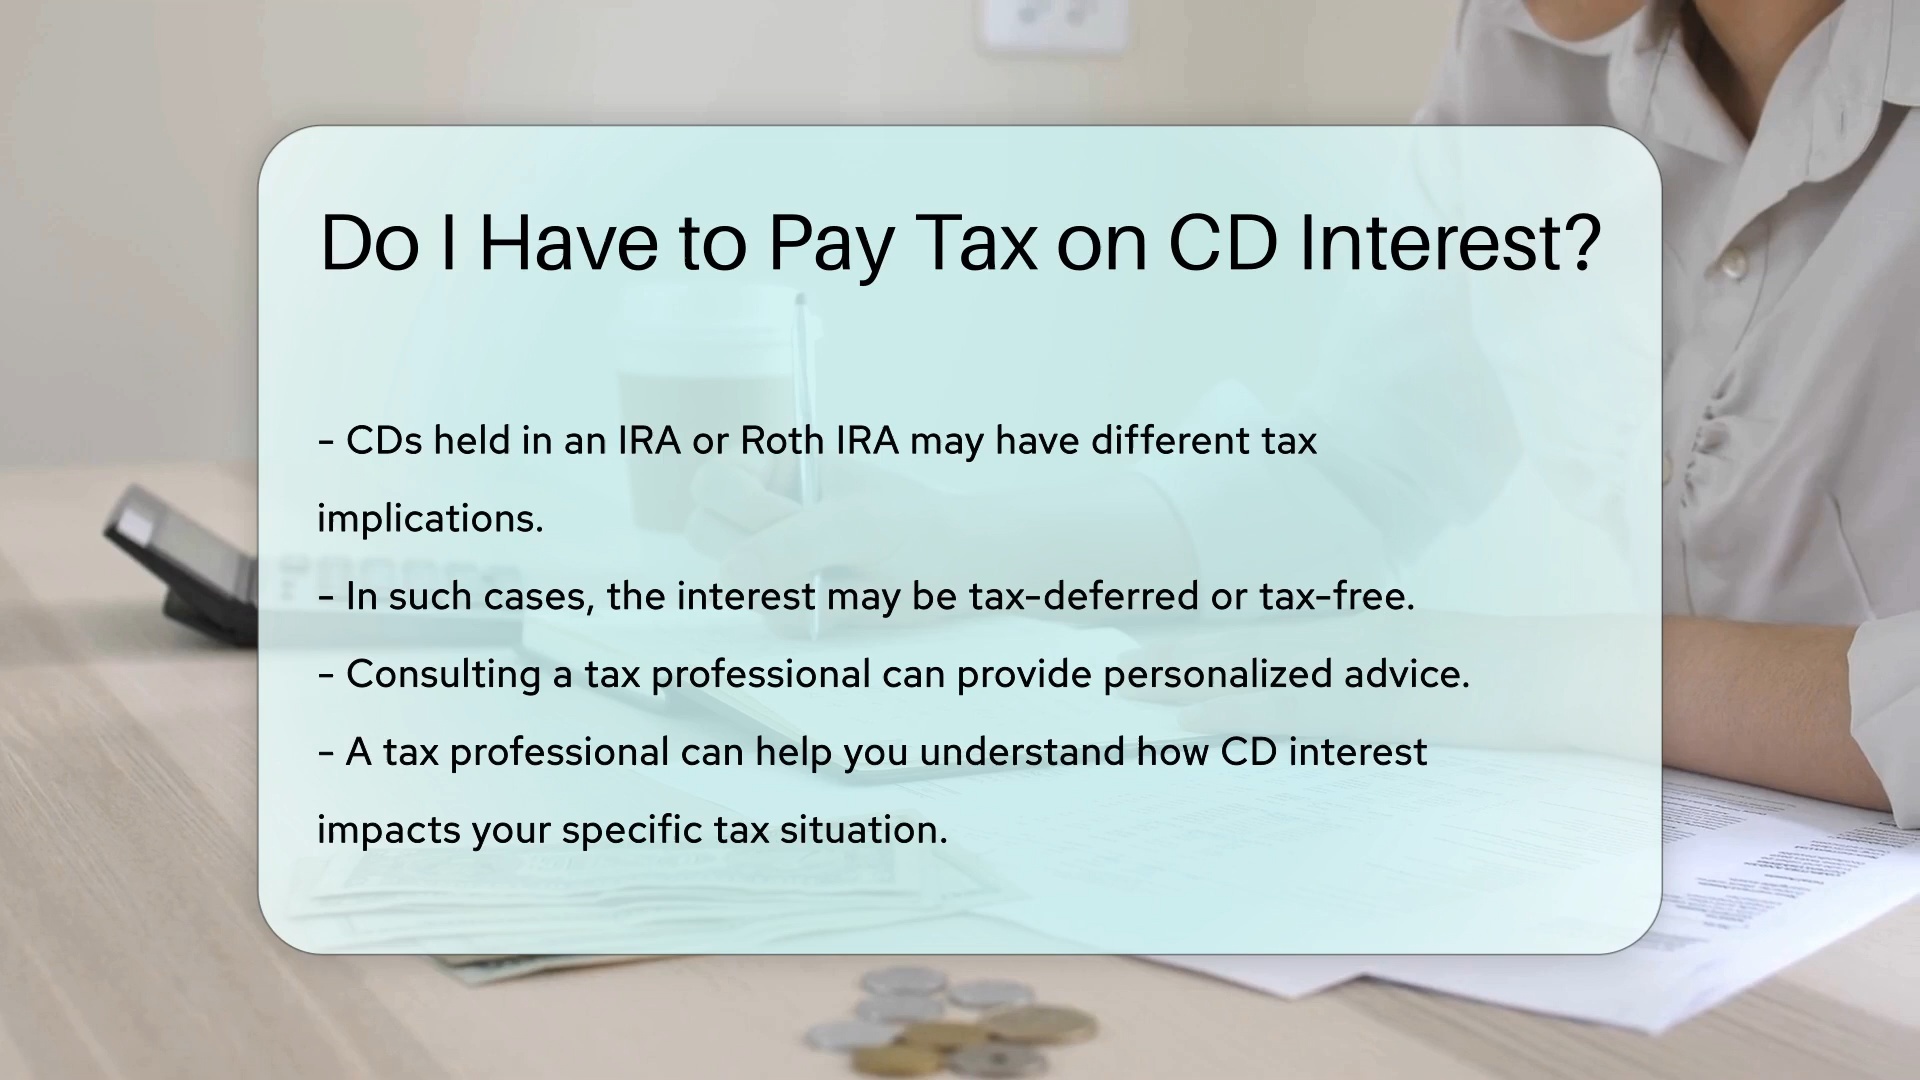 Do I Have to Pay Tax on CD Interest?
- CDs held in an IRA or Roth IRA may have different tax
implications.
- In such cases, the interest may be tax-deferred or tax-free.
- Consulting a tax professional can provide personalized advice.
- A tax professional can help you understand how CD interest
impacts your specific tax situation.